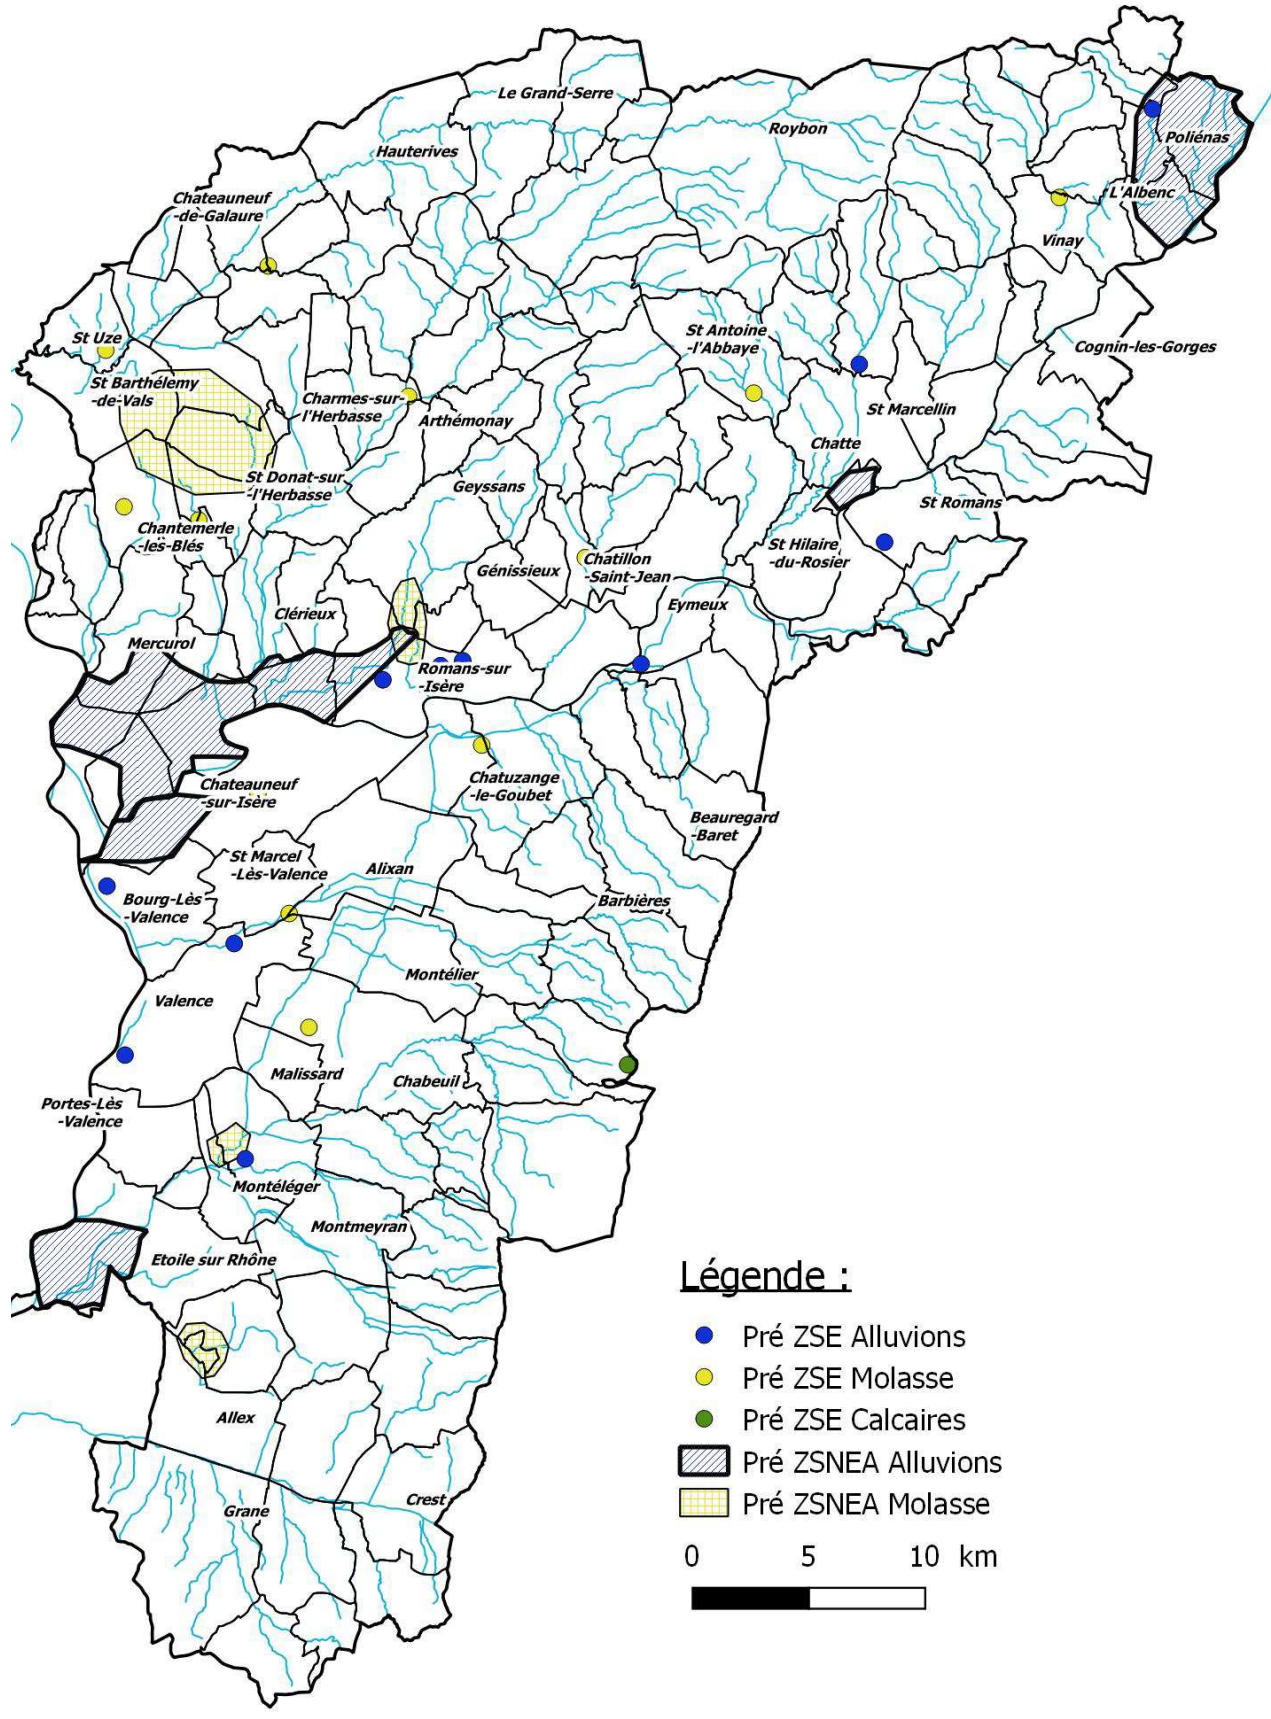 Le Grand-Serre
Roybon
Hauterives
Poliénas
L'Albenc
Chateauneuf
-de-Galaure
Vinay
St Uze
St Antoine
-l'Abbaye
Cognin-les-Gorges
St Barthélemy
-de-Vals
Charmes-sur-
l'Herbasse
Arthémonay
St Marcellin
Chatte
St Donat-sur
-l'Herbasse
Geyssans
St Romans
Chantemerle
-les-Blés
St Hilaire
-du-Rosier
Chatillon
-Saint-Jean
Génissieux
Eymeux
Clérieux
Mercurol
Romans-sur
-Isère
Chateauneuf
-sur-Isère
Chatuzange
-le-Goubet
Beauregard
-Baret
St Marcel
-Lès-Valence
Alixan
Bourg-Lès
-Valence
Barbières
Montélier
Valence
Malissard
Chabeuil
Portes-Lès
-Valence
Montéléger
Montmeyran
Etoile sur Rhône
Allex
Crest
Grane
Légende :
Pré ZSE Alluvions
Pré ZSE Molasse
Pré ZSE Calcaires
Pré ZSNEA Alluvions
Pré ZSNEA Molasse
0 5 10 km